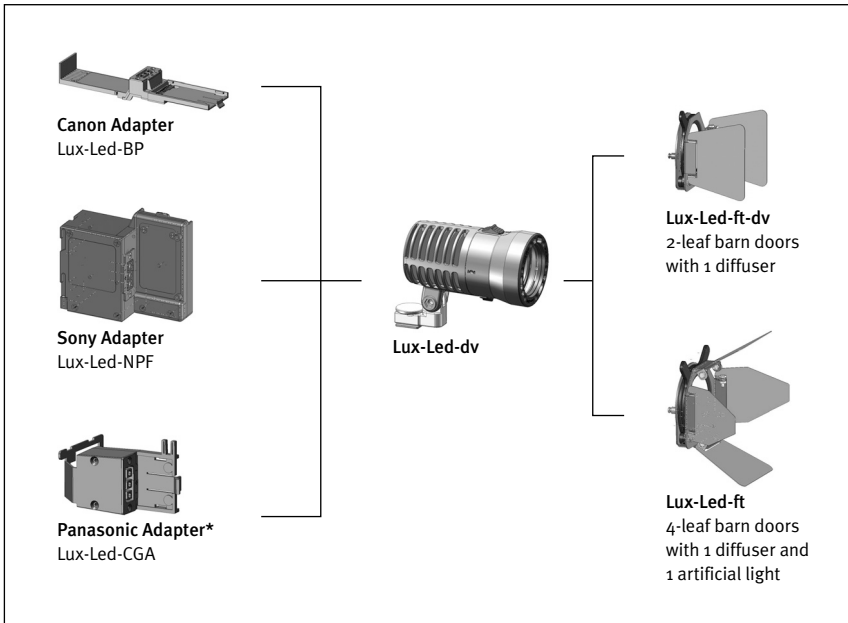 Canon Adapter
Lux-Led-BP
Sony Adapter
Lux-Led-NPF
Panasonic Adapter*
Lux-Led-CGA
Lux-Led-dv
Lux-Led-ft-dv
2-leaf barn doors
with 1 diffuser
Lux-Led-ft
4-leaf barn doors
with 1 diffuser and
1 artificial light